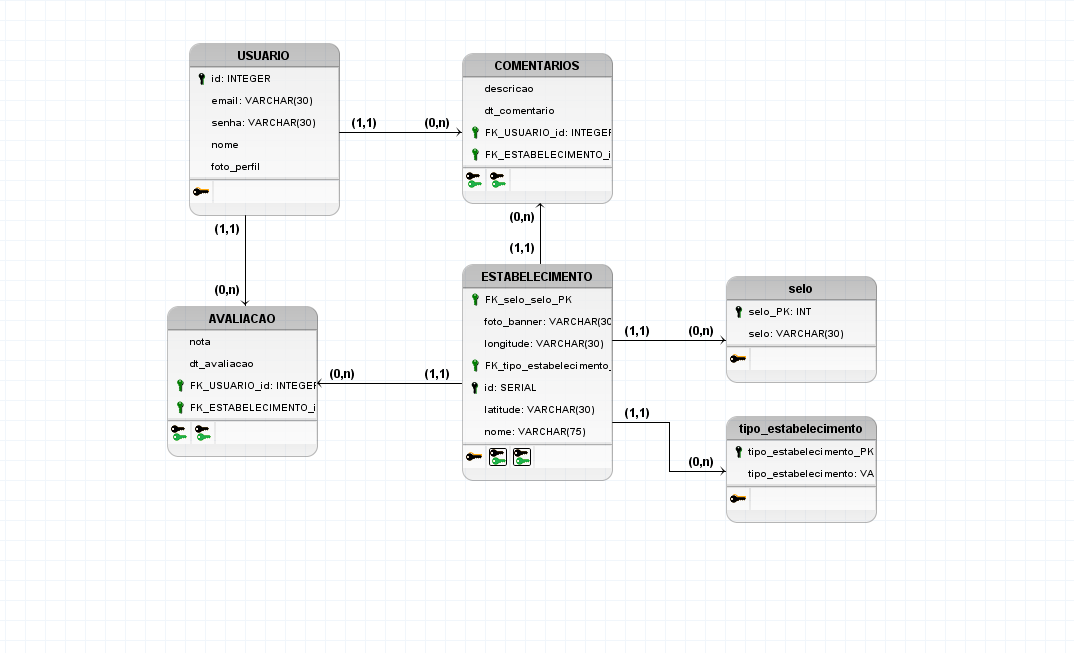 USUARIO
id: INTEGER
email: VARCHAR(30)
senha: VARCHAR(30)
nome
foto_perfil
(1,1)
(0,n)
COMENTARIOS
descricao
dt_comentario
FK_USUARIO_id: INTEGER
FK_ESTABELECIMENTO_i
(1,1)
(0,n)
(0,n)
(1,1)
AVALIACAO
nota
dt_avaliacao
FK_USUARIO_id: INTEGER
FK_ESTABELECIMENTO_i
(0,n)
(1,1)
ESTABELECIMENTO
FK_selo_selo_PK
foto_banner: VARCHAR(30
longitude: VARCHAR(30)
FK_tipo_estabelecimento_
id: SERIAL
latitude: VARCHAR(30)
nome: VARCHAR(75)
(1,1)
(0,n)
selo
selo_PK: INT
selo: VARCHAR(30)
(1,1)
(0,n)
tipo_estabelecimento
tipo_estabelecimento_PK
tipo_estabelecimento: VA